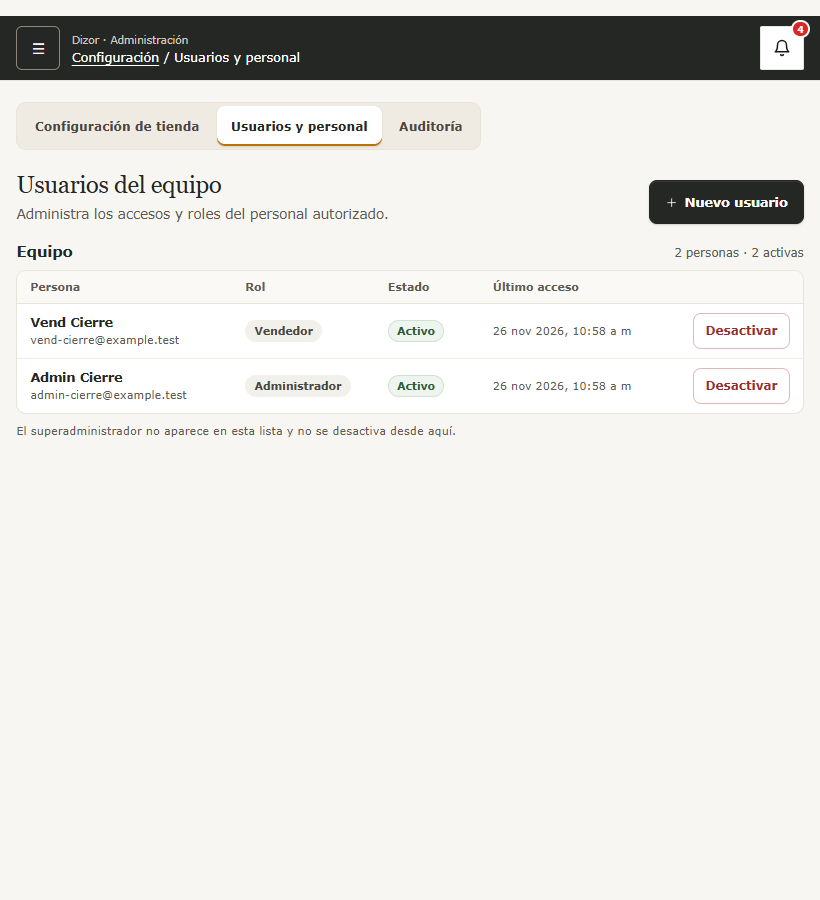 Dizor · Administración
Configuración / Usuarios y personal
4
Configuración de tienda
Usuarios y personal
Auditoría
Usuarios del equipo
Administra los accesos y roles del personal autorizado.
+ Nuevo usuario
Equipo
2 personas · 2 activas
Persona Rol Estado Último acceso
Vend Cierre
vend-cierre@example.test
Vendedor
Activo
26 nov 2026, 10:58 a m
Desactivar
Admin Cierre
admin-cierre@example.test
Administrador
Activo
26 nov 2026, 10:58 a m
Desactivar
El superadministrador no aparece en esta lista y no se desactiva desde aquí.